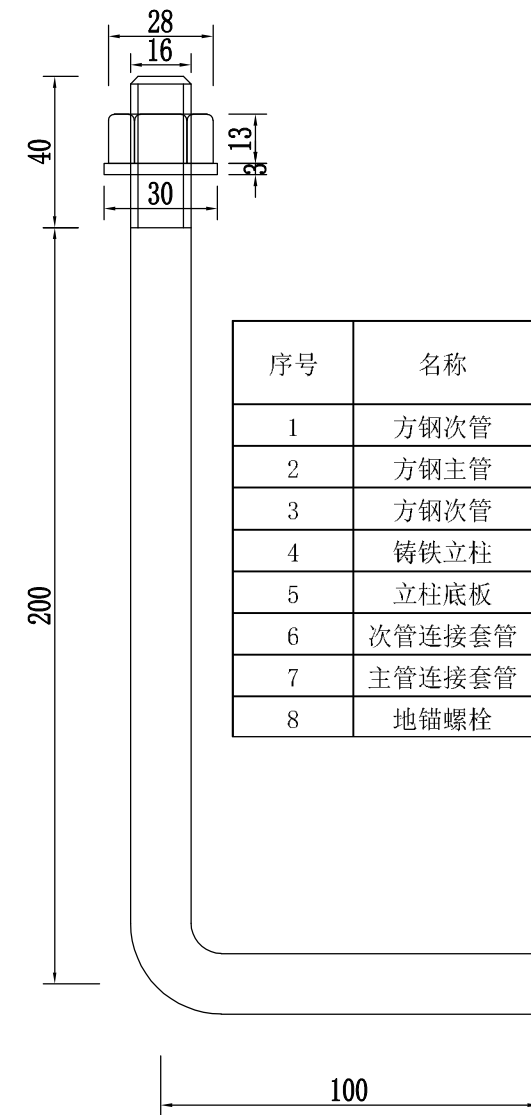 28
16
40
13
3
30
序号 名称
1 方钢次管
2 方钢主管
3 方钢次管
4 铸铁立柱
5 立柱底板
6 次管连接套管
7 主管连接套管
8 地锚螺栓
200
100